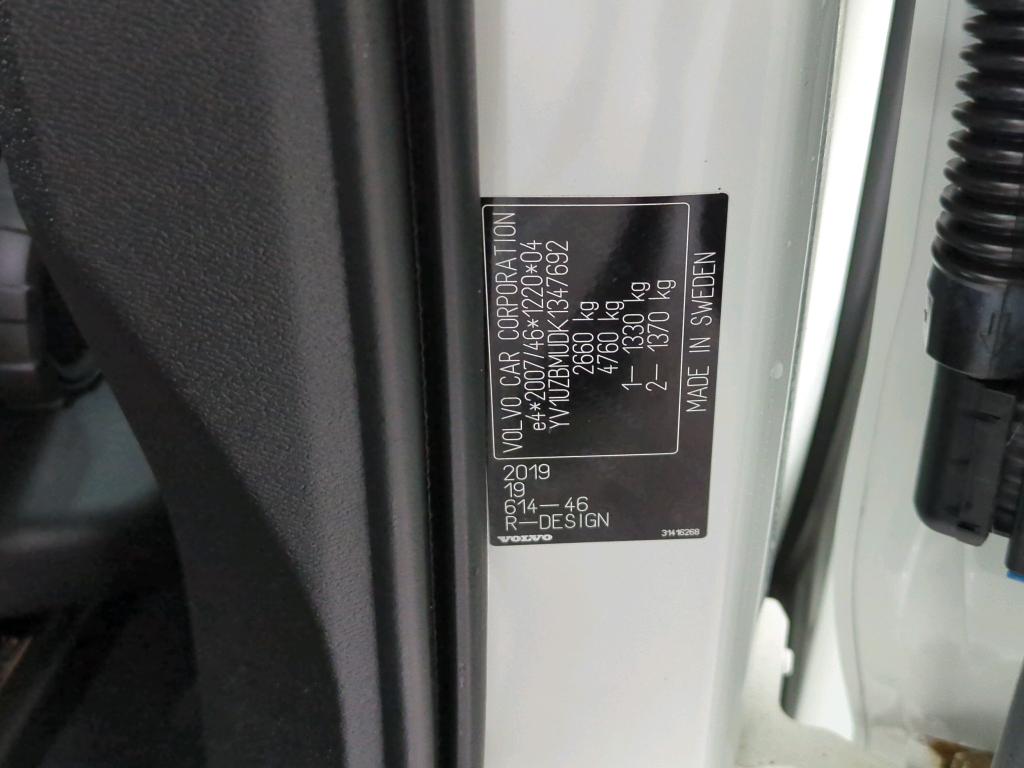 VOLVO CAR CORPORATION
e4*2007/46*1220*04
YV1UZBMUDK1347692
2660 kg
4760 kg
1- 1330 kg
2- 1370 kg
MADE IN SWEDEN
2019
19
614-46
R-DESIGN
VOLVO
31416268